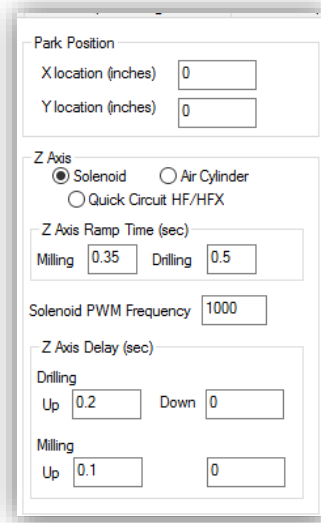 Park Position
X location (inches) 0
Y location (inches) 0
Z Axis
Solenoid Air Cylinder
Quick Circuit HF/HFX
Z Axis Ramp Time (sec)
Milling 0.35 Drilling 0.5
Solenoid PWM Frequency 1000
Z Axis Delay (sec)
Drilling
Up 0.2 Down 0
Milling
Up 0.1 0